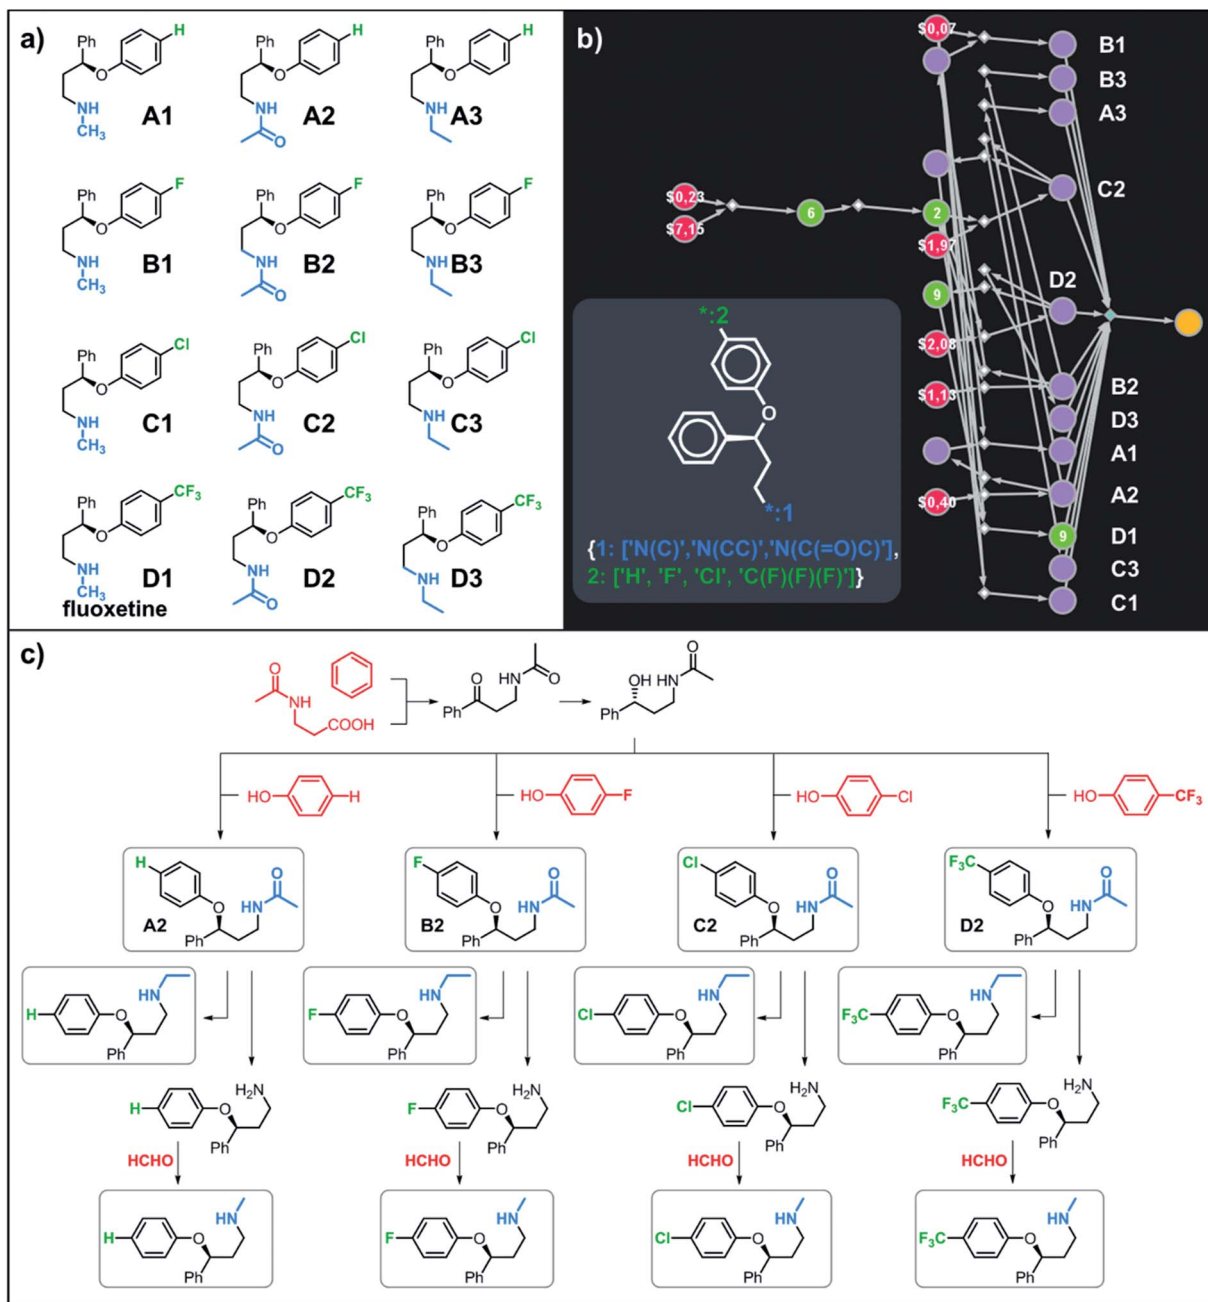 a)
Ph
H
O
NH
CH3
A1
Ph
H
O
NH
O
A2
Ph
H
O
NH
A3
Ph
F
O
NH
CH3
B1
Ph
F
O
NH
O
B2
Ph
F
O
NH
B3
Ph
Cl
O
NH
CH3
C1
Ph
Cl
O
NH
O
C2
Ph
Cl
O
NH
C3
Ph
CF3
O
NH
CH3
D1
fluoxetine
Ph
CF3
O
NH
O
D2
Ph
CF3
O
NH
D3
b)
$0,07
B1
B3
A3
C2
$0,23
$7,15
6
2
$1,97
9
D2
$2,08
$1,13
B2
D3
A1
$0,40
A2
9
D1
C3
C1
*:2
O
*:1
{1: ['N(C)','N(CC)','N(C(=O)C)'],
2: ['H', 'F', 'Cl', 'C(F)(F)(F)']}
c)
O
NH
COOH
O
NH
O
Ph
OH
HN
O
Ph
HO
H
HO
F
HO
Cl
HO
CF3
H
O
O
HN
A2
Ph
F
O
O
HN
B2
Ph
Cl
O
O
HN
C2
Ph
F3C
O
O
HN
D2
Ph
H
O
HN
Ph
F
O
HN
Ph
Cl
O
HN
Ph
F3C
O
HN
Ph
H
O
H2N
Ph
F
O
H2N
Ph
Cl
O
H2N
Ph
F3C
O
H2N
Ph
HCHO
HCHO
HCHO
HCHO
H
O
HN
Ph
F
O
HN
Ph
Cl
O
HN
Ph
F3C
O
HN
Ph